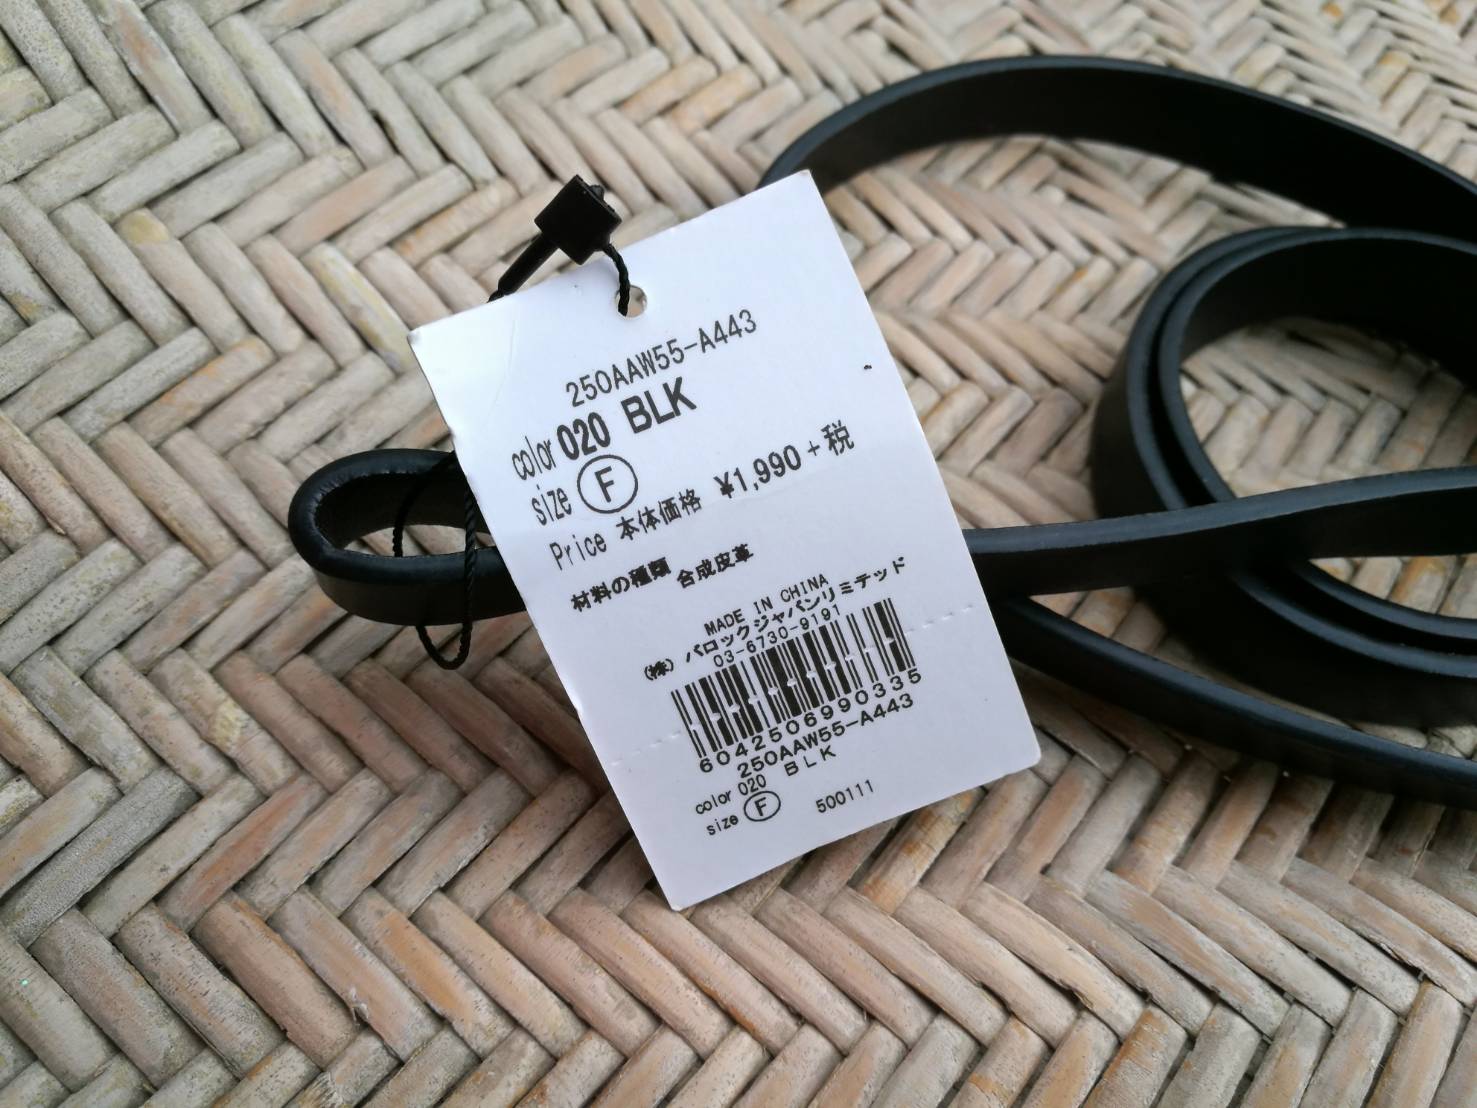 250AAW55-A443
color 020 BLK
size F
Price 本体価格 ¥1,990+税
材料の種類 合成皮革
MADE IN CHINA
(株) バロックジャパンリミテッド
03-6730-9191
6042506990335
250AAW55-A443
color 020 BLK
size F 500111